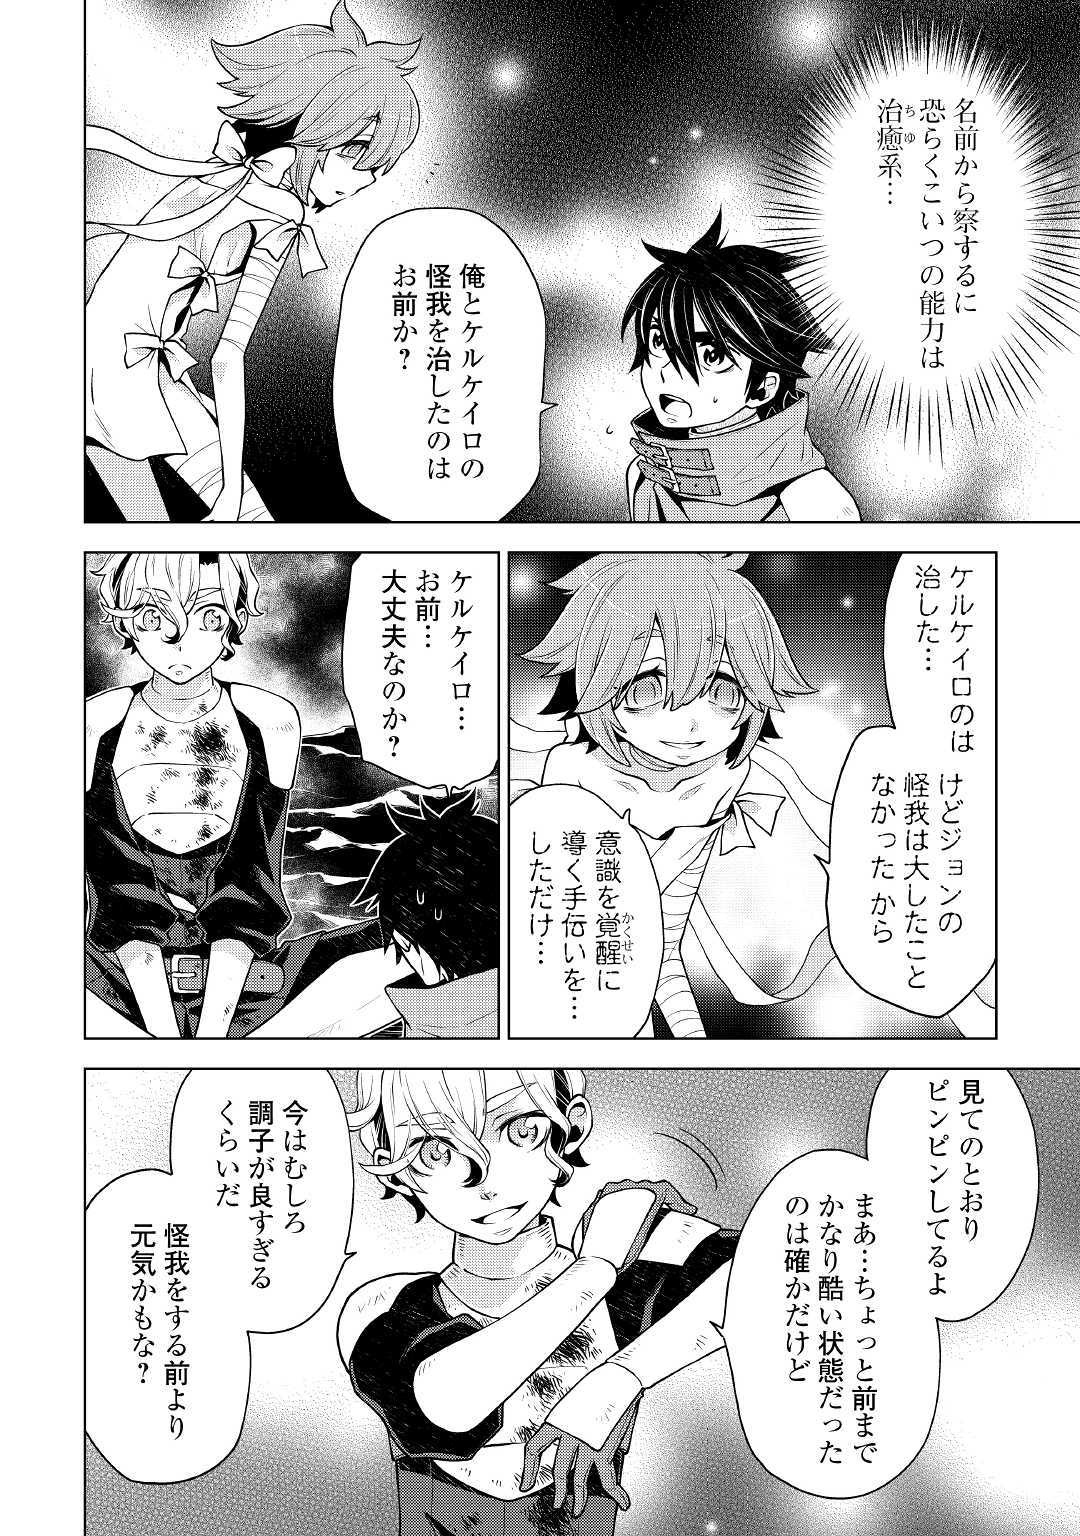 名前から察するに
恐らくこいつの能力は
治癒系…
ちゆ
俺とケルケイロの
怪我を治したのは
お前か？
ケルケイロのは
治した…
けどジョンの
怪我は大したこと
なかったから
意識を覚醒に
かくせい
導く手伝いを
しただけ…
ケルケイロ…
お前…
大丈夫なのか？
見てのとおり
ピンピンしてるよ
まあ…ちょっと前まで
かなり酷い状態だった
のは確かだけど
今はむしろ
調子が良すぎる
くらいだ
怪我をする前より
元気かもな？